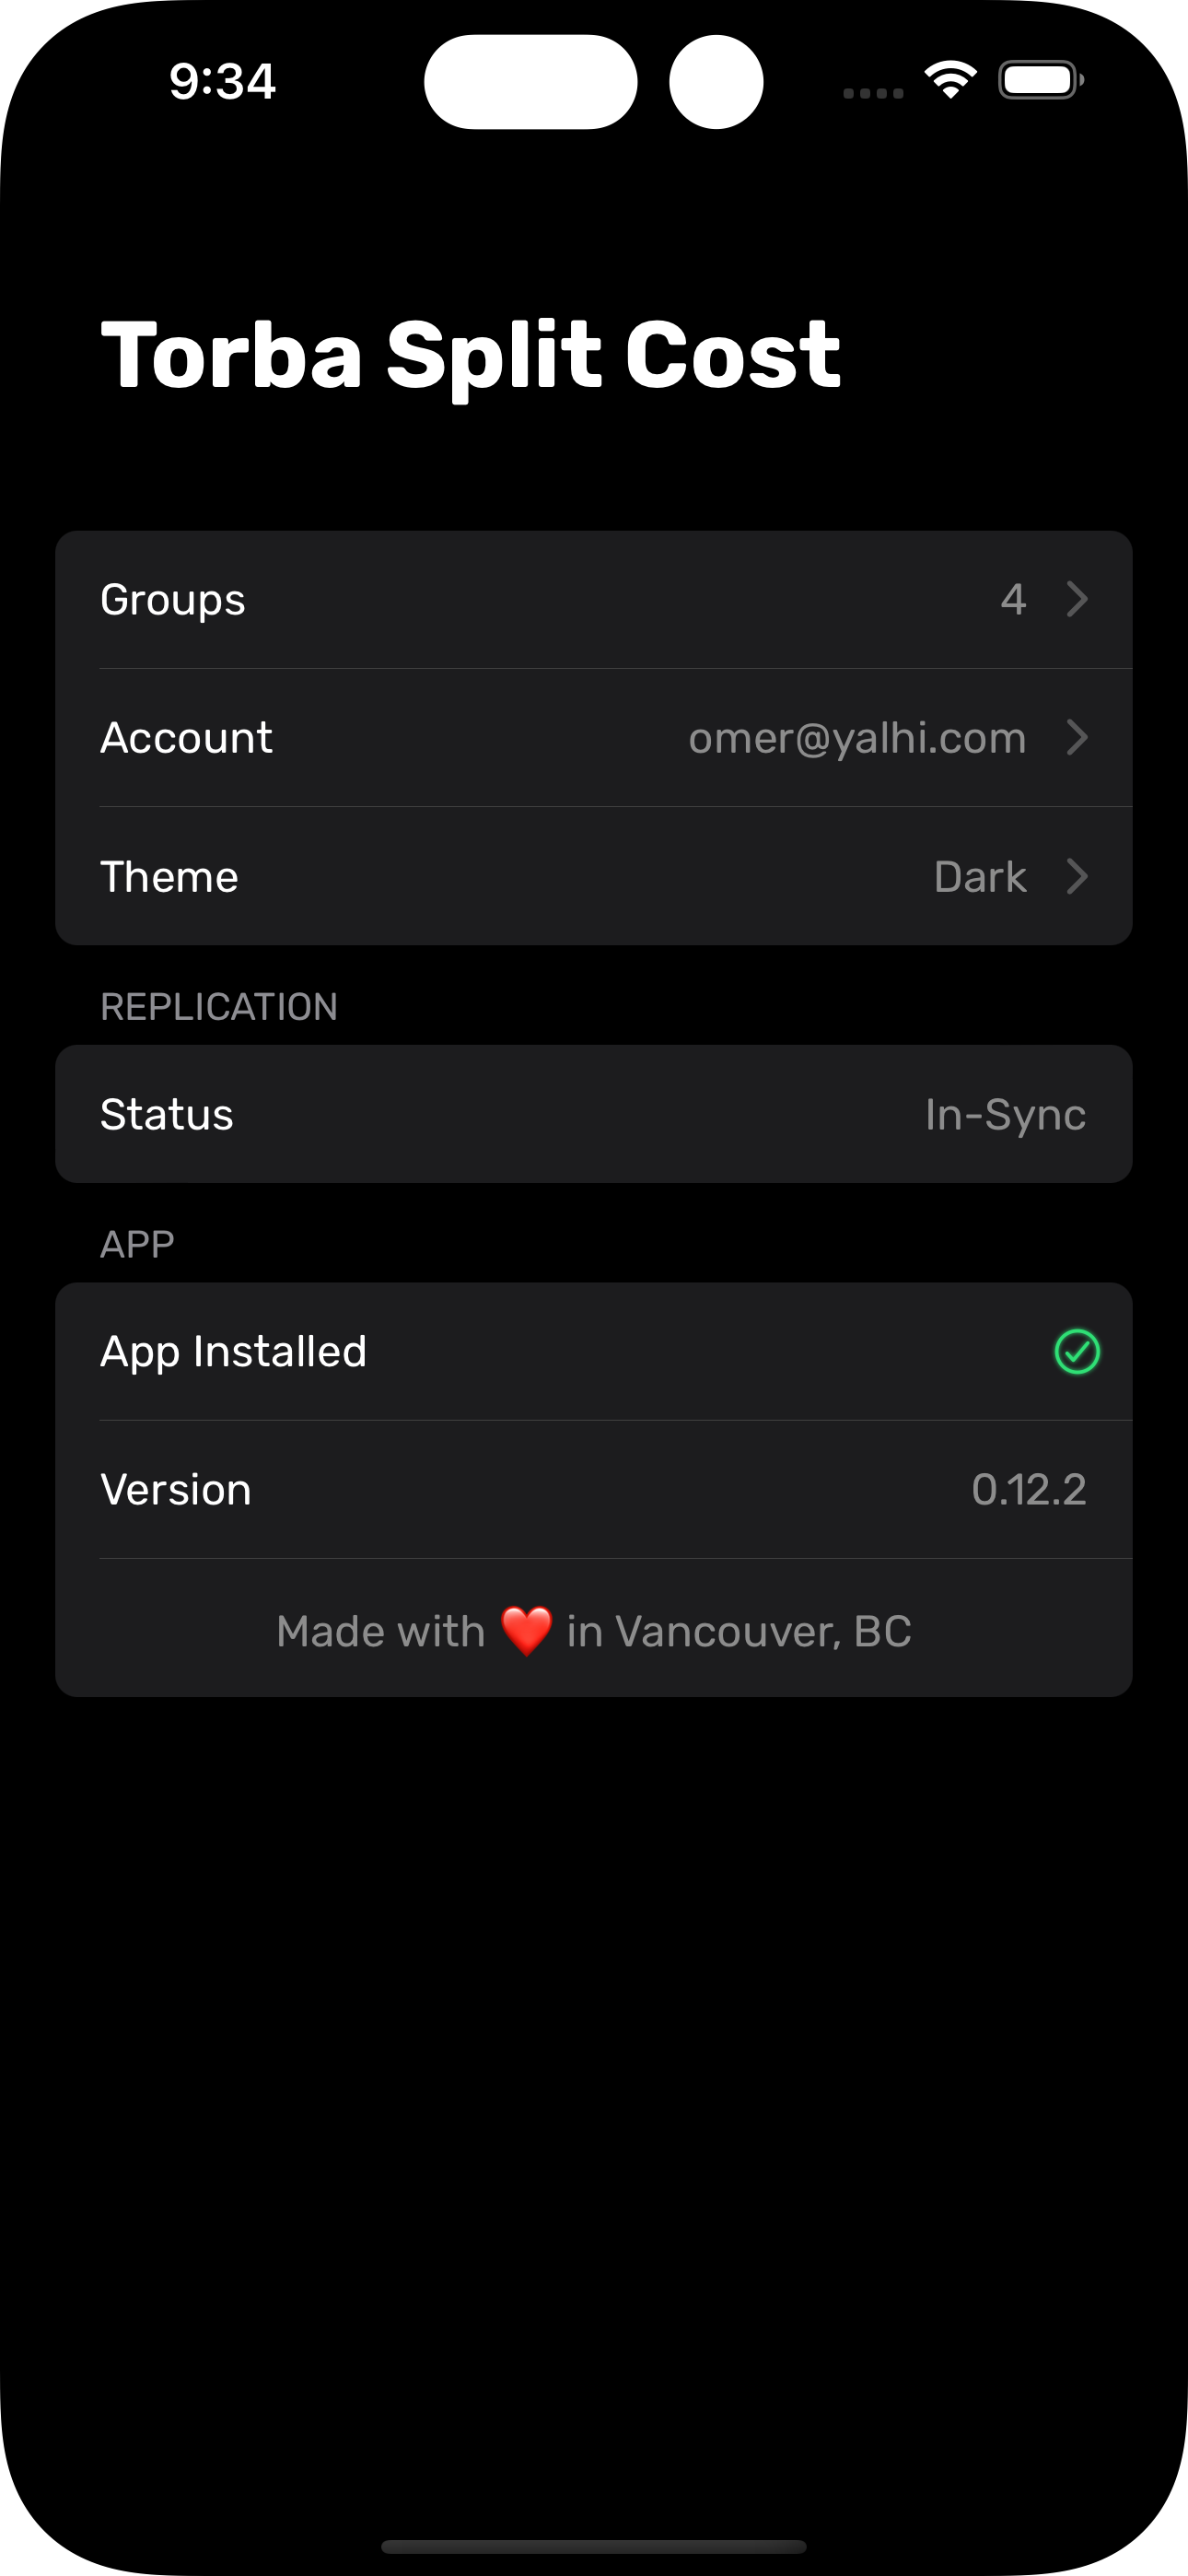 9:34
Torba Split Cost
Groups 4
Account omer@yalhi.com
Theme Dark
REPLICATION
Status In-Sync
APP
App Installed
Version 0.12.2
Made with ❤️ in Vancouver, BC